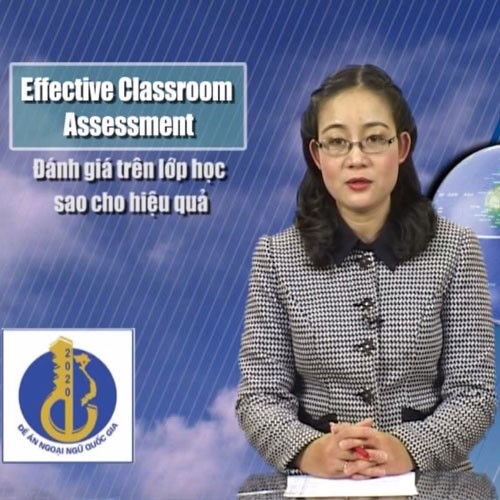 Effective Classroom
Assessment
Đánh giá trên lớp học
sao cho hiệu quả
2020
ĐỀ ÁN NGOẠI NGỮ QUỐC GIA